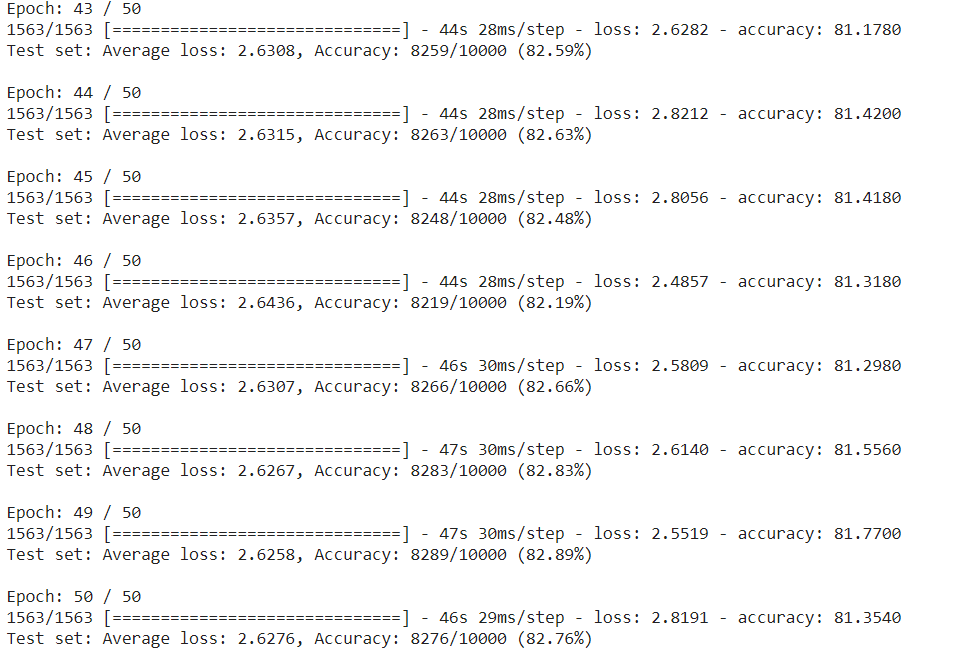 Epoch: 43 / 50
1563/1563 [==============================] - 44s 28ms/step - loss: 2.6282 - accuracy: 81.1780
Test set: Average loss: 2.6308, Accuracy: 8259/10000 (82.59%)
Epoch: 44 / 50
1563/1563 [==============================] - 44s 28ms/step - loss: 2.8212 - accuracy: 81.4200
Test set: Average loss: 2.6315, Accuracy: 8263/10000 (82.63%)
Epoch: 45 / 50
1563/1563 [==============================] - 44s 28ms/step - loss: 2.8056 - accuracy: 81.4180
Test set: Average loss: 2.6357, Accuracy: 8248/10000 (82.48%)
Epoch: 46 / 50
1563/1563 [==============================] - 44s 28ms/step - loss: 2.4857 - accuracy: 81.3180
Test set: Average loss: 2.6436, Accuracy: 8219/10000 (82.19%)
Epoch: 47 / 50
1563/1563 [==============================] - 46s 30ms/step - loss: 2.5809 - accuracy: 81.2980
Test set: Average loss: 2.6307, Accuracy: 8266/10000 (82.66%)
Epoch: 48 / 50
1563/1563 [==============================] - 47s 30ms/step - loss: 2.6140 - accuracy: 81.5560
Test set: Average loss: 2.6267, Accuracy: 8283/10000 (82.83%)
Epoch: 49 / 50
1563/1563 [==============================] - 47s 30ms/step - loss: 2.5519 - accuracy: 81.7700
Test set: Average loss: 2.6258, Accuracy: 8289/10000 (82.89%)
Epoch: 50 / 50
1563/1563 [==============================] - 46s 29ms/step - loss: 2.8191 - accuracy: 81.3540
Test set: Average loss: 2.6276, Accuracy: 8276/10000 (82.76%)